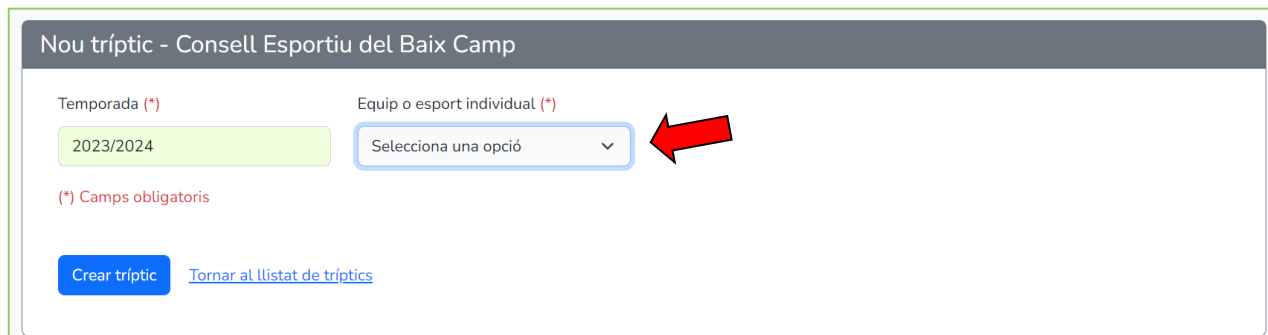 Nou tríptic - Consell Esportiu del Baix Camp
Temporada (*) Equip o esport individual (*)
2023/2024 Selecciona una opció
(*) Camps obligatoris
Crear tríptic Tornar al llistat de tríptics